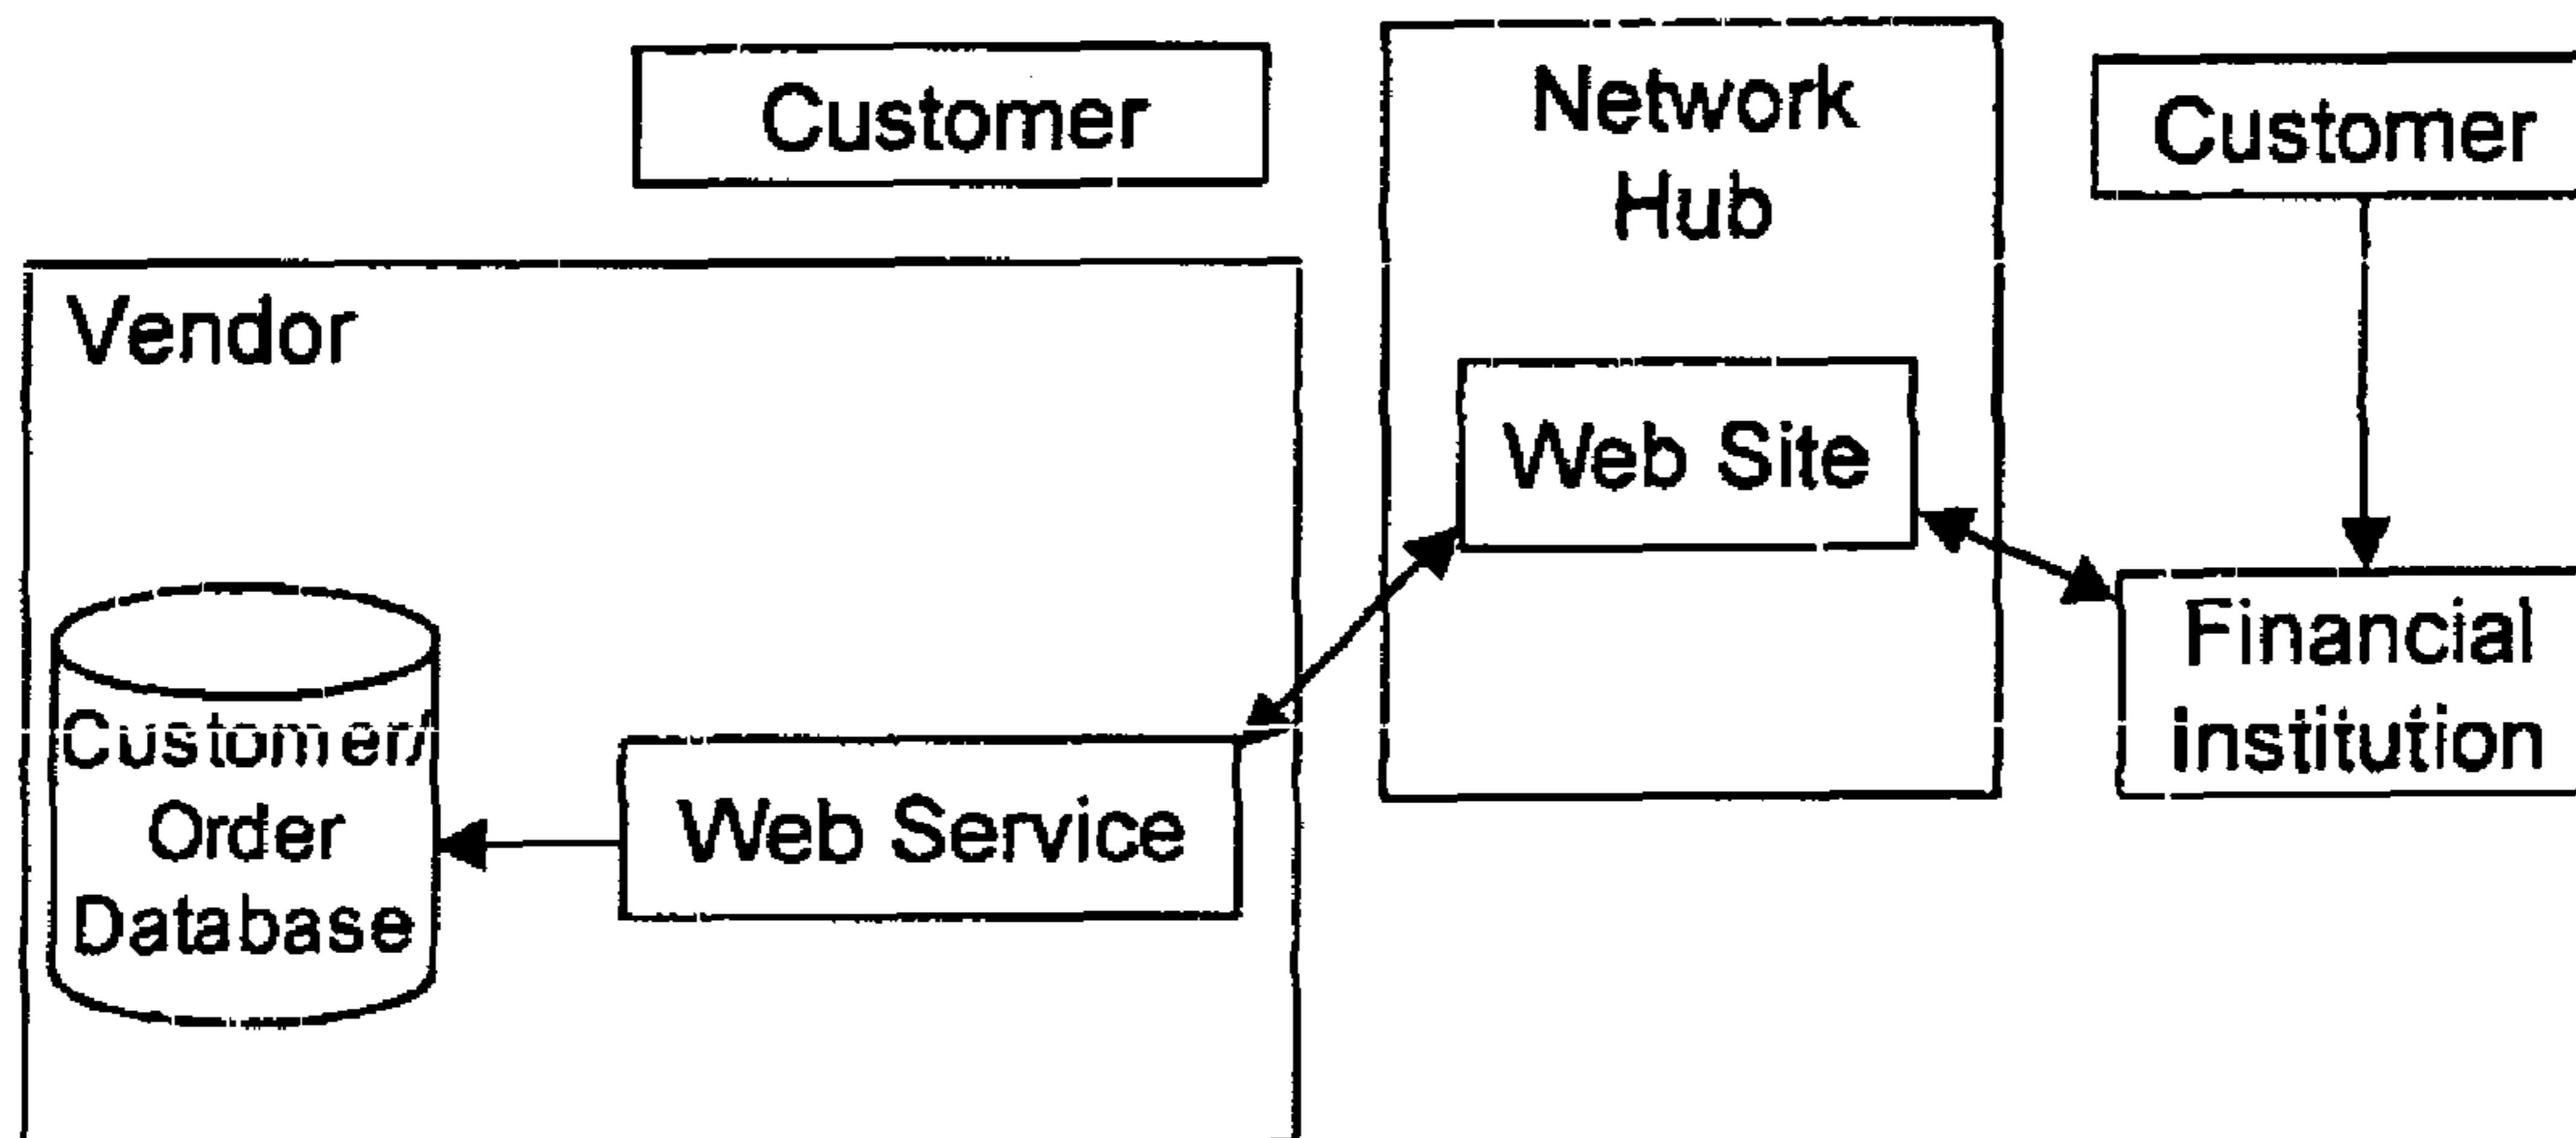 Customer
Network
Hub
Customer
Vendor
Web Site
Financial
institution
Customer/
Order
Database
Web Service